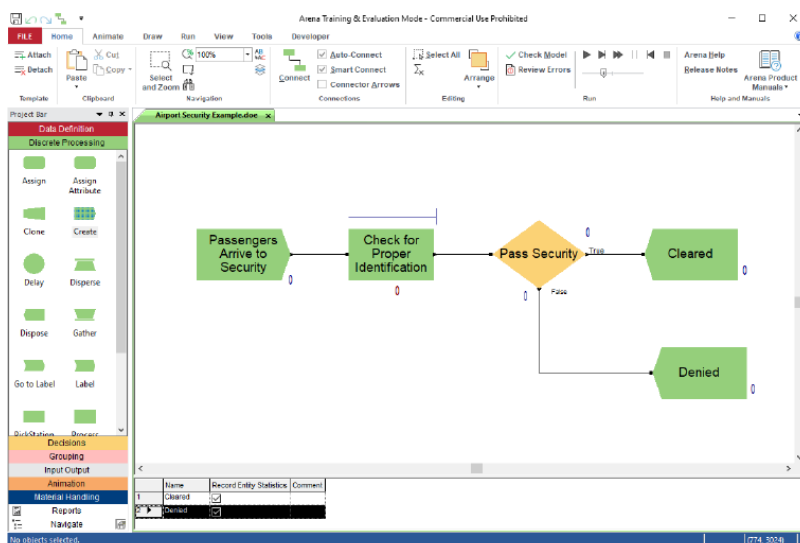 Arena Training & Evaluation Mode - Commercial Use Prohibited
FILE Home Animate Draw Run View Tools Developer
Attach
Detach
Template
Paste
Cut
Copy
Clipboard
Select and Zoom
100%
Navigation
Connect
Auto-Connect
Smart Connect
Connector Arrows
Connections
Select All
Arrange
Editing
Check Model
Review Errors
Run
Arena Help
Release Notes
Arena Product Manuals
Help and Manuals
Project Bar
Airport Security Example.doe
Data Definition
Discrete Processing
Assign
Assign Attribute
Clone
Create
Delay
Disperse
Dispose
Gather
Go to Label
Label
PickStation
Process
Decisions
Grouping
Input Output
Animation
Material Handling
Reports
Navigate
Passengers
Arrive to
Security
0
Check for
Proper
Identification
0
Pass Security
0
True
0
False
Cleared
0
Denied
0
Name Record Entity Statistics Comment
1 Cleared
2 Denied
No objects selected.
(774, 3024)